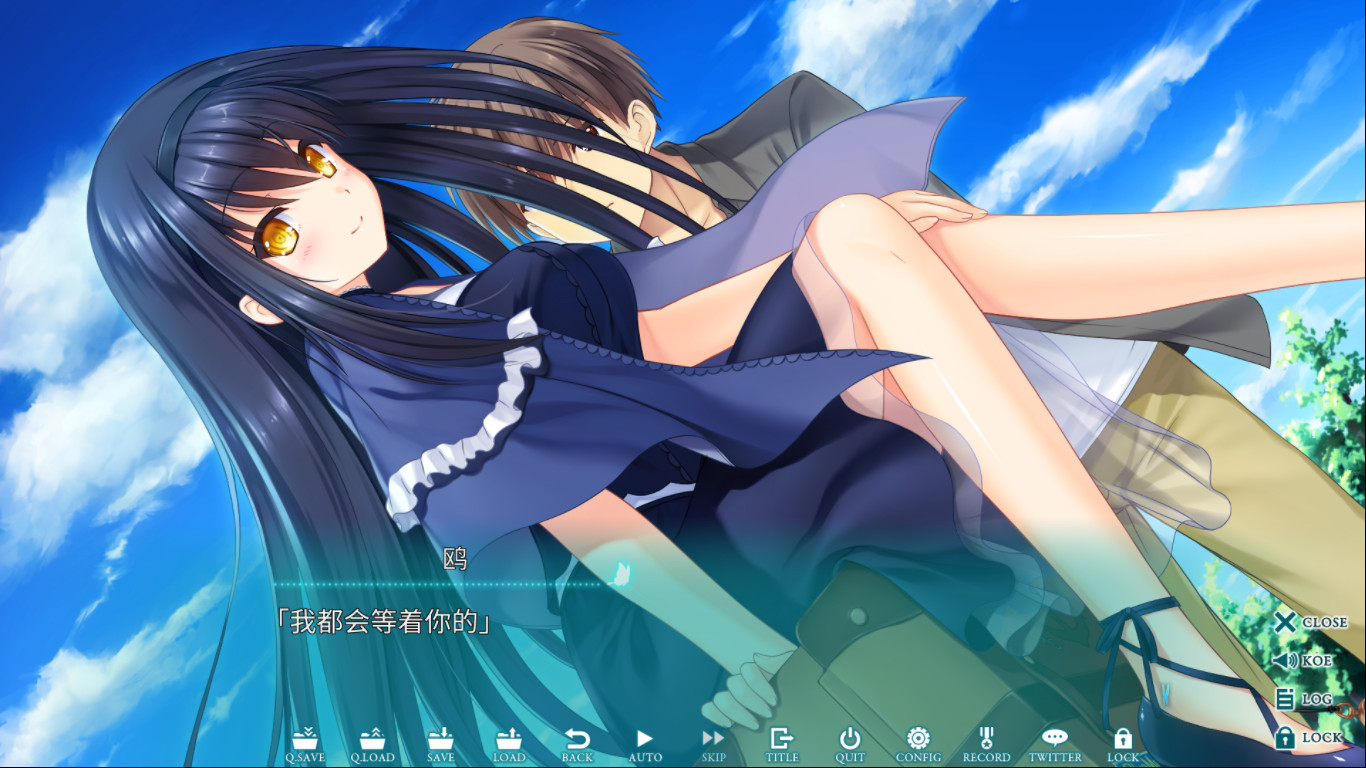 鸥
「我都会等着你的」
CLOSE
KOE
LOG
LOCK
Q.SAVE Q.LOAD SAVE LOAD BACK AUTO SKIP TITLE QUIT CONFIG RECORD TWITTER LOCK